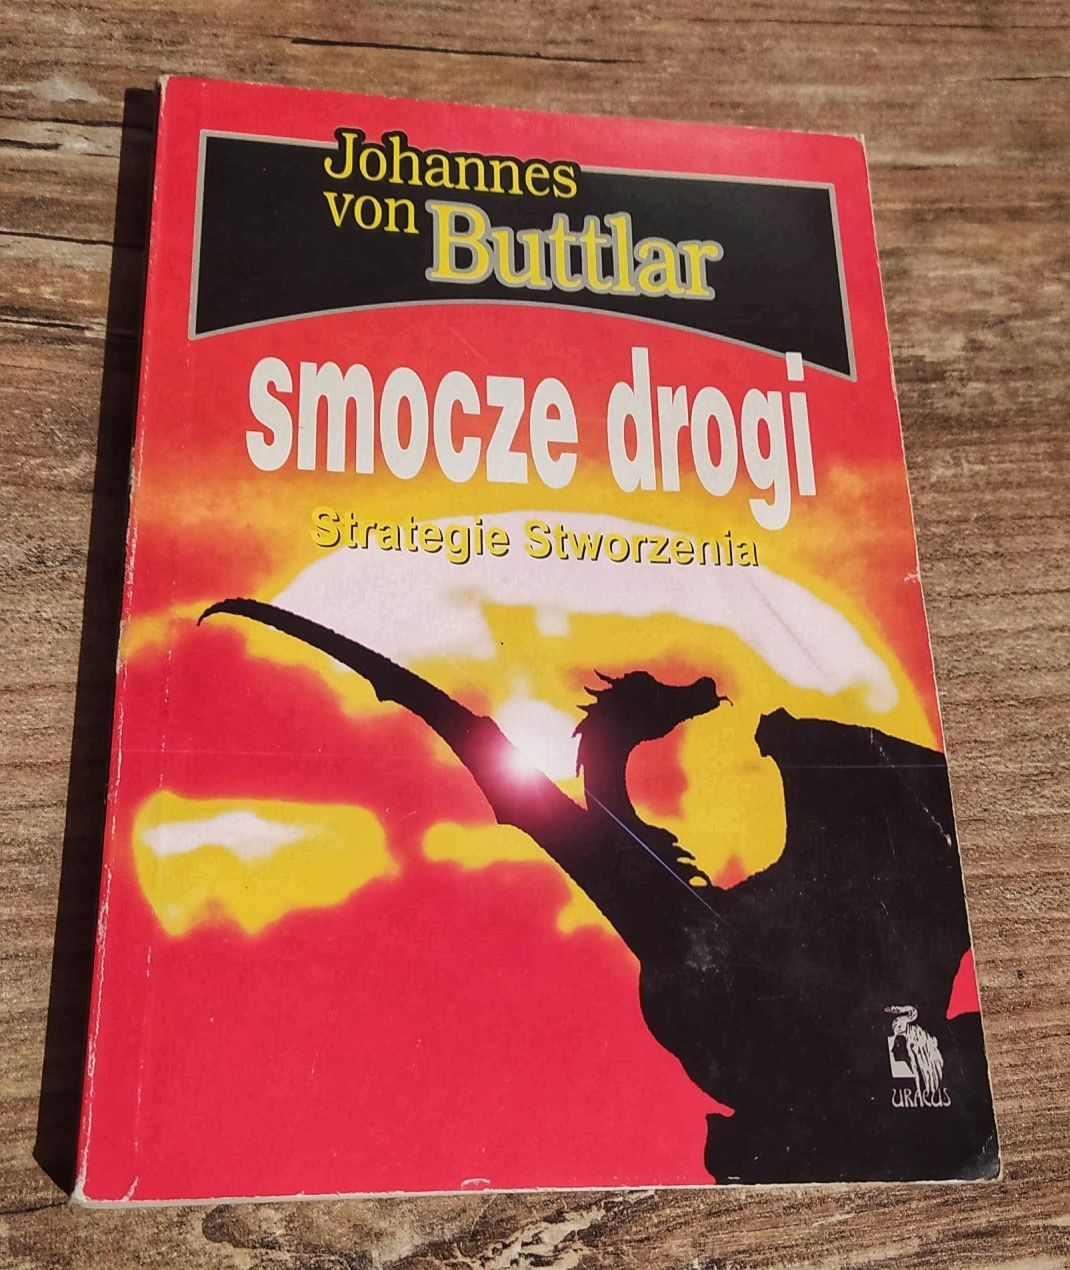 Johannes
von Buttlar
smocze drogi
Strategie Stworzenia
URAEUS